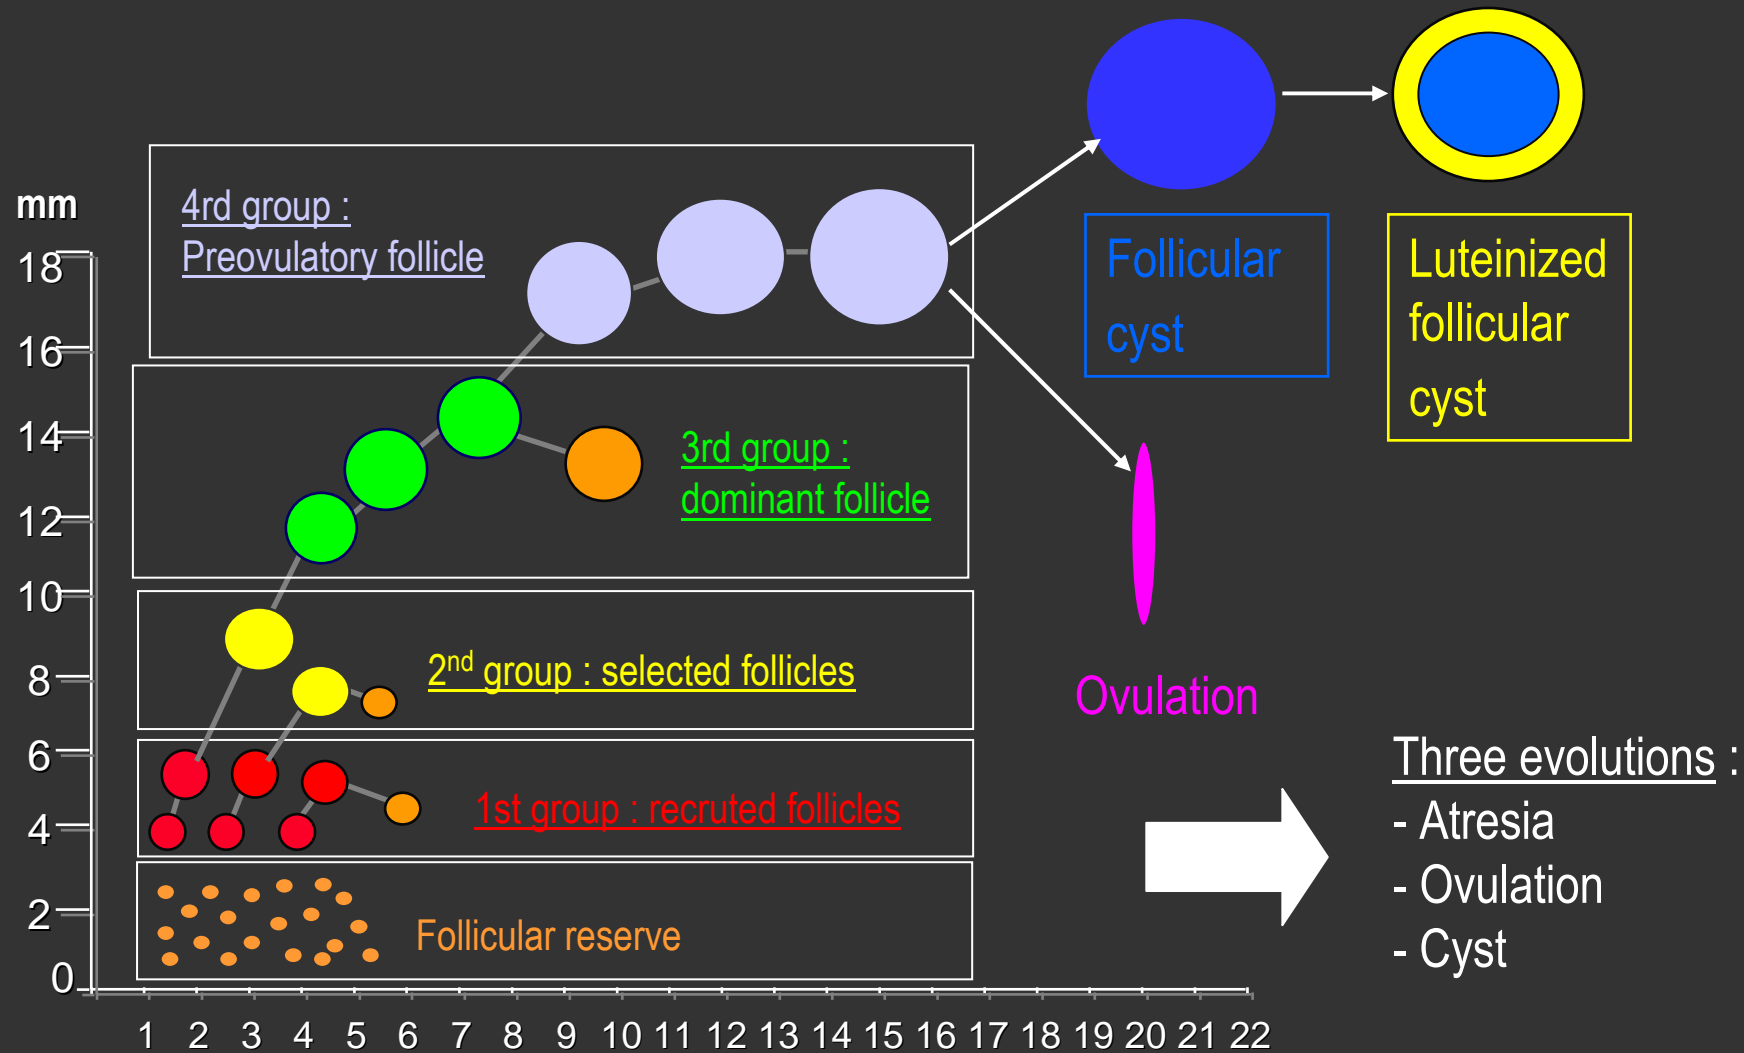 mm
18
16
14
12
10
8
6
4
2
0
4rd group :
Preovulatory follicle
3rd group :
dominant follicle
2nd group : selected follicles
1st group : recruted follicles
Follicular reserve
1 2 3 4 5 6 7 8 9 10 11 12 13 14 15 16 17 18 19 20 21 22
Follicular
cyst
Luteinized
follicular
cyst
Ovulation
Three evolutions :
- Atresia
- Ovulation
- Cyst